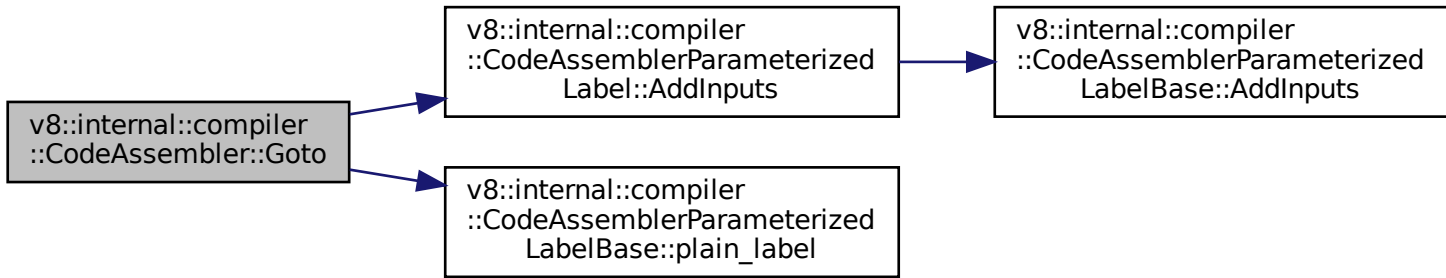 v8::internal::compiler
::CodeAssembler::Goto
v8::internal::compiler
::CodeAssemblerParameterized
Label::AddInputs
v8::internal::compiler
::CodeAssemblerParameterized
LabelBase::AddInputs
v8::internal::compiler
::CodeAssemblerParameterized
LabelBase::plain_label